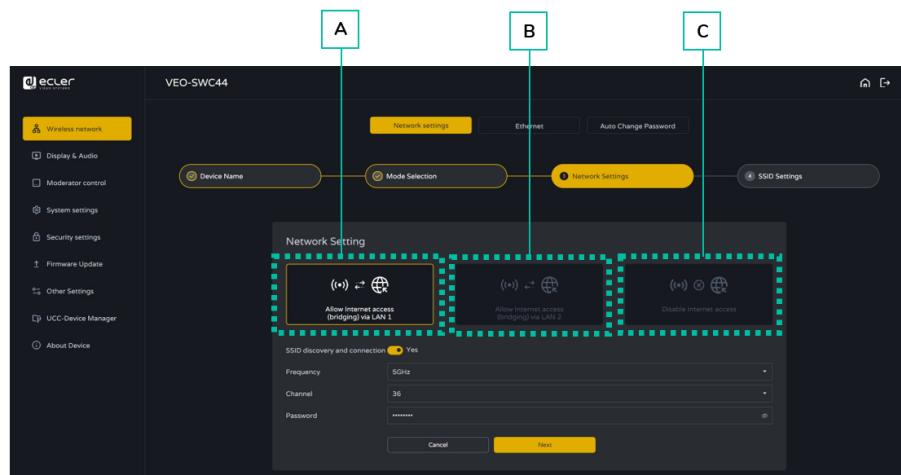 A
B
C
ecler
VEO-SWC44
Wireless network
Display & Audio
Moderator control
System settings
Security settings
Firmware Update
Other Settings
UCC-Device Manager
About Device
Network settings
Ethernet
Auto Change Password
Device Name
Mode Selection
3 Network Settings
4 SSID Settings
Network Setting
Allow Internet access
(bridging) via LAN 1
Allow Internet access
(bridging) via LAN 2
Disable Internet access
SSID discovery and connection Yes
Frequency 5GHz
Channel 36
Password ••••••••
Cancel Next